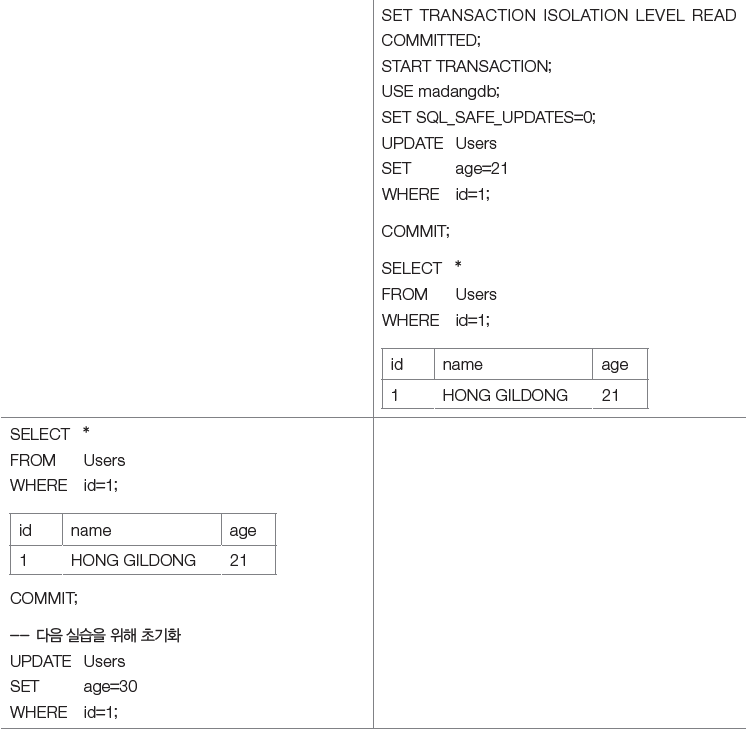 SET TRANSACTION ISOLATION LEVEL READ
COMMITTED;
START TRANSACTION;
USE madangdb;
SET SQL_SAFE_UPDATES=0;
UPDATE Users
SET age=21
WHERE id=1;
COMMIT;
SELECT *
FROM Users
WHERE id=1;
id name age
1 HONG GILDONG 21
SELECT *
FROM Users
WHERE id=1;
id name age
1 HONG GILDONG 21
COMMIT;
-- 다음 실습을 위해 초기화
UPDATE Users
SET age=30
WHERE id=1;